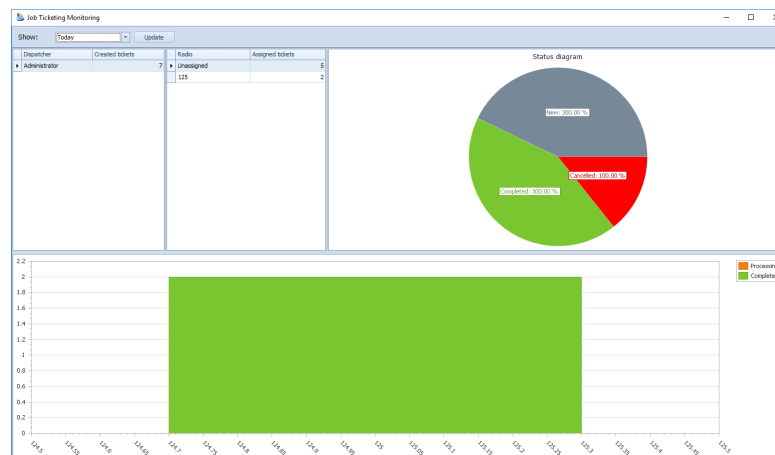 Job Ticketing Monitoring
Show: Today Update
Dispatcher Created tickets Radio Assigned tickets
Administrator 7 Unassigned 5
125 2
Status diagram
New: 300.00 %
Cancelled: 100.00 %
Completed: 300.00 %
2.2
2
1.8
1.6
1.4
1.2
1
0.8
0.6
0.4
0.2
0
Processin
Complete
124.5 124.55 124.6 124.65 124.7 124.75 124.8 124.85 124.9 124.95 125 125.05 125.1 125.15 125.2 125.25 125.3 125.35 125.4 125.45 125.5